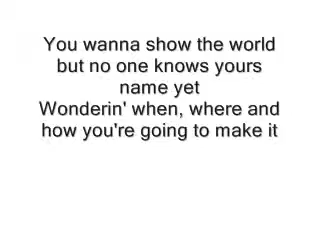 You wanna show the world
but no one knows yours
name yet
Wonderin' when, where and
how you're going to make it